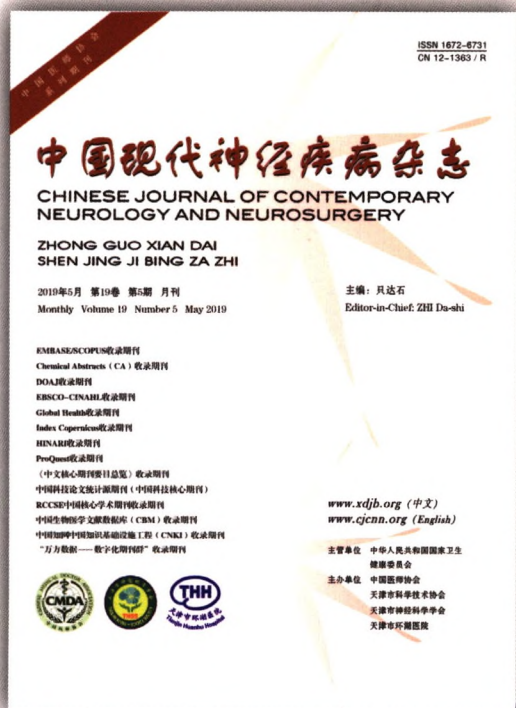 中国医师协会
系列期刊
ISSN 1672-6731
CN 12-1363 / R
中国现代神经疾病杂志
CHINESE JOURNAL OF CONTEMPORARY
NEUROLOGY AND NEUROSURGERY
ZHONG GUO XIAN DAI
SHEN JING JI BING ZA ZHI
2019年5月 第19卷 第5期 月刊
Monthly Volume 19 Number 5 May 2019
主编：只达石
Editor-in-Chief: ZHI Da-shi
EMBASE/SCOPUS收录期刊
Chemical Abstracts（CA）收录期刊
DOAJ收录期刊
EBSCO-CINAHL收录期刊
Global Health收录期刊
Index Copernicus收录期刊
HINARI收录期刊
ProQuest收录期刊
《中文核心期刊要目总览》收录期刊
中国科技论文统计源期刊（中国科技核心期刊）
RCCSE中国核心学术期刊收录期刊
中国生物医学文献数据库（CBM）收录期刊
中国知网中国知识基础设施工程（CNKI）收录期刊
“万方数据——数字化期刊群”收录期刊
www.xdjb.org（中文）
www.cjcnn.org（English）
主管单位 中华人民共和国国家卫生
健康委员会
主办单位 中国医师协会
天津市科学技术协会
天津市神经科学学会
天津市环湖医院
CMDA
THH
天津市环湖医院
Tianjin Huanhu Hospital